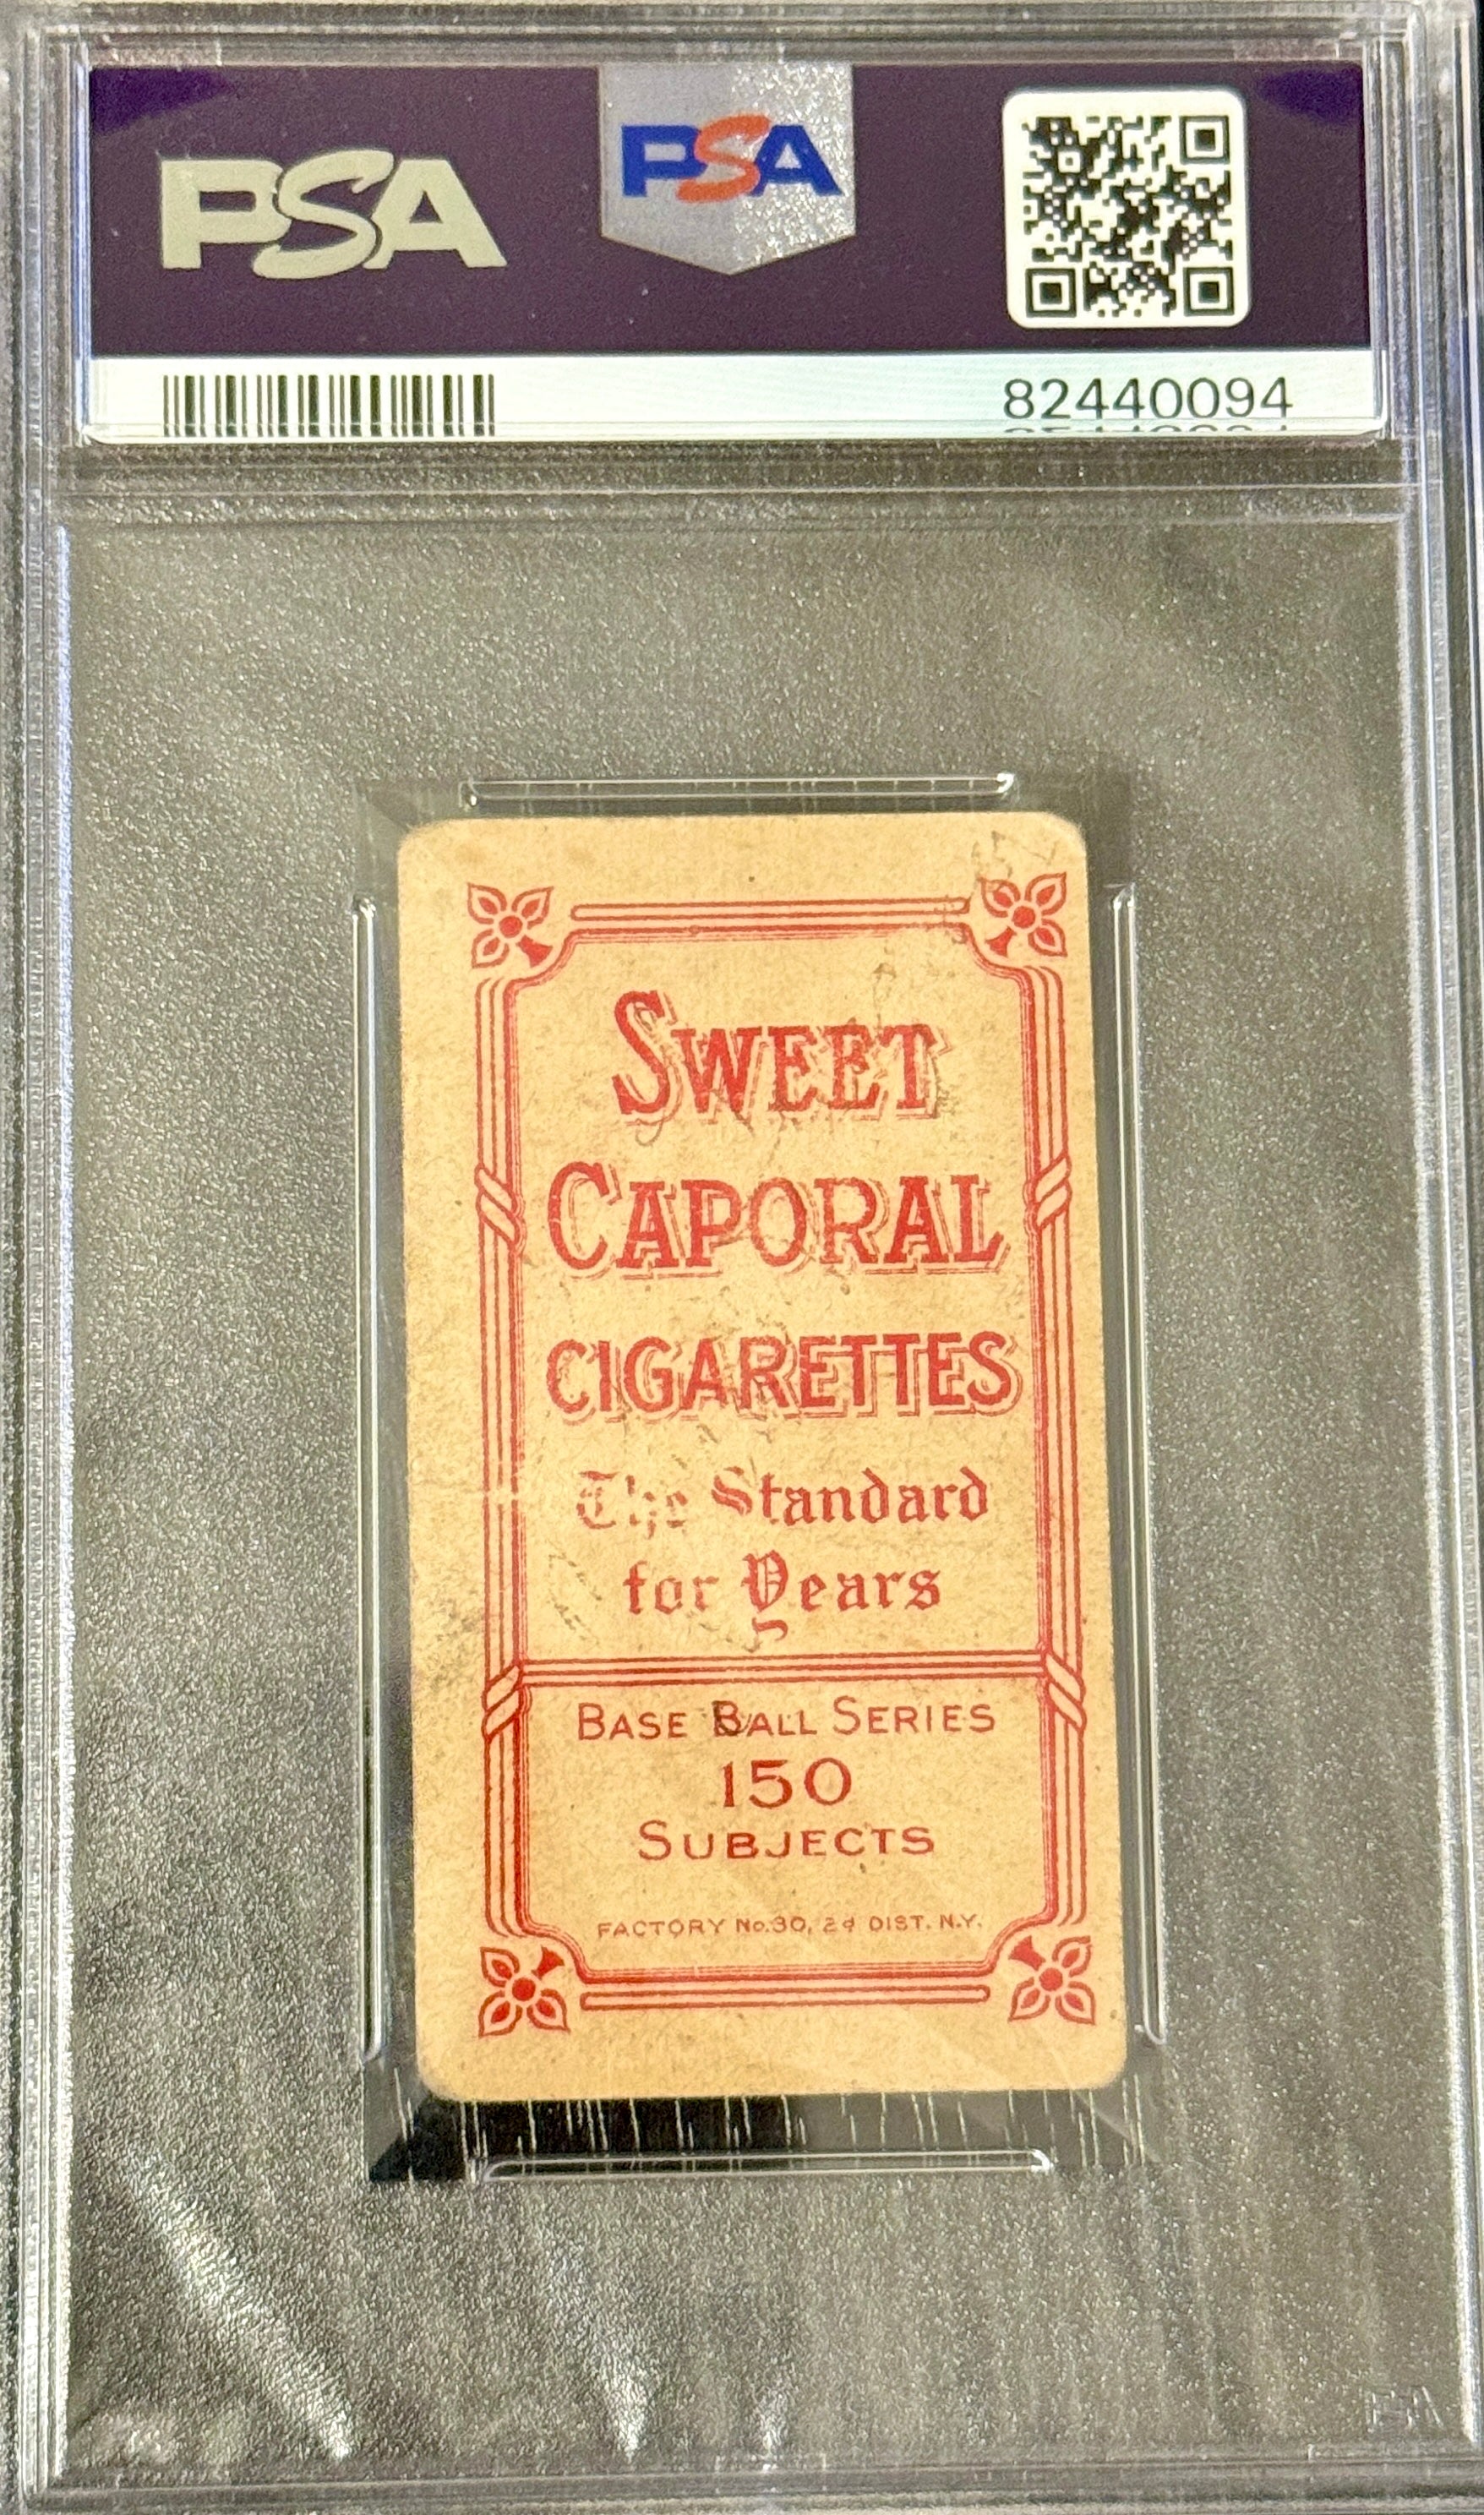 PSA
PSA
82440094
SWEET
CAPORAL
CIGARETTES
The Standard
for Years
BASE BALL SERIES
150
SUBJECTS
FACTORY No. 30, 2d DIST. N.Y.
PSA